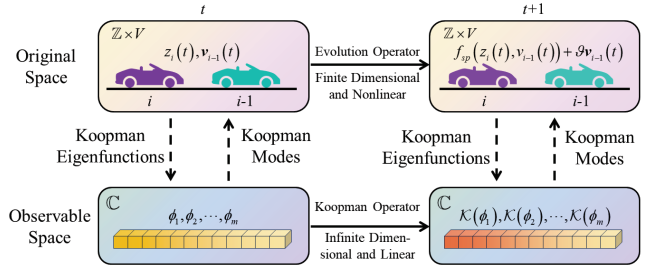 t
t+1
ℤ×V
ℤ×V
Original
Space
z_i(t), v_{i-1}(t)
Evolution Operator
Finite Dimensional
and Nonlinear
f_{sp}(z_i(t), v_{i-1}(t)) + ϑv_{i-1}(t)
i
i-1
i
i-1
Koopman
Eigenfunctions
Koopman
Modes
Koopman
Eigenfunctions
Koopman
Modes
Observable
Space
ℂ
ϕ_1, ϕ_2, ⋯, ϕ_m
Koopman Operator
Infinite Dimen-
sional and Linear
ℂ
𝒦(ϕ_1), 𝒦(ϕ_2), ⋯, 𝒦(ϕ_m)